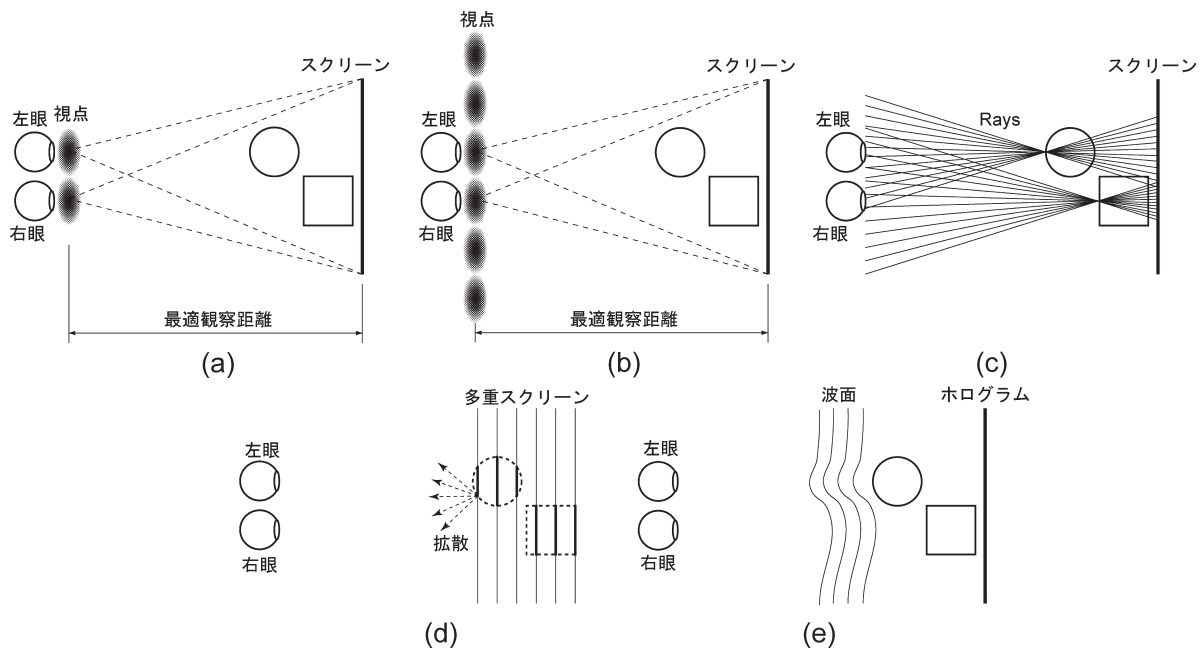 スクリーン
視点
左眼
右眼
最適観察距離
(a)
視点
スクリーン
左眼
右眼
最適観察距離
(b)
スクリーン
左眼
Rays
右眼
(c)
多重スクリーン
左眼
右眼
拡散
(d)
波面
ホログラム
左眼
右眼
(e)